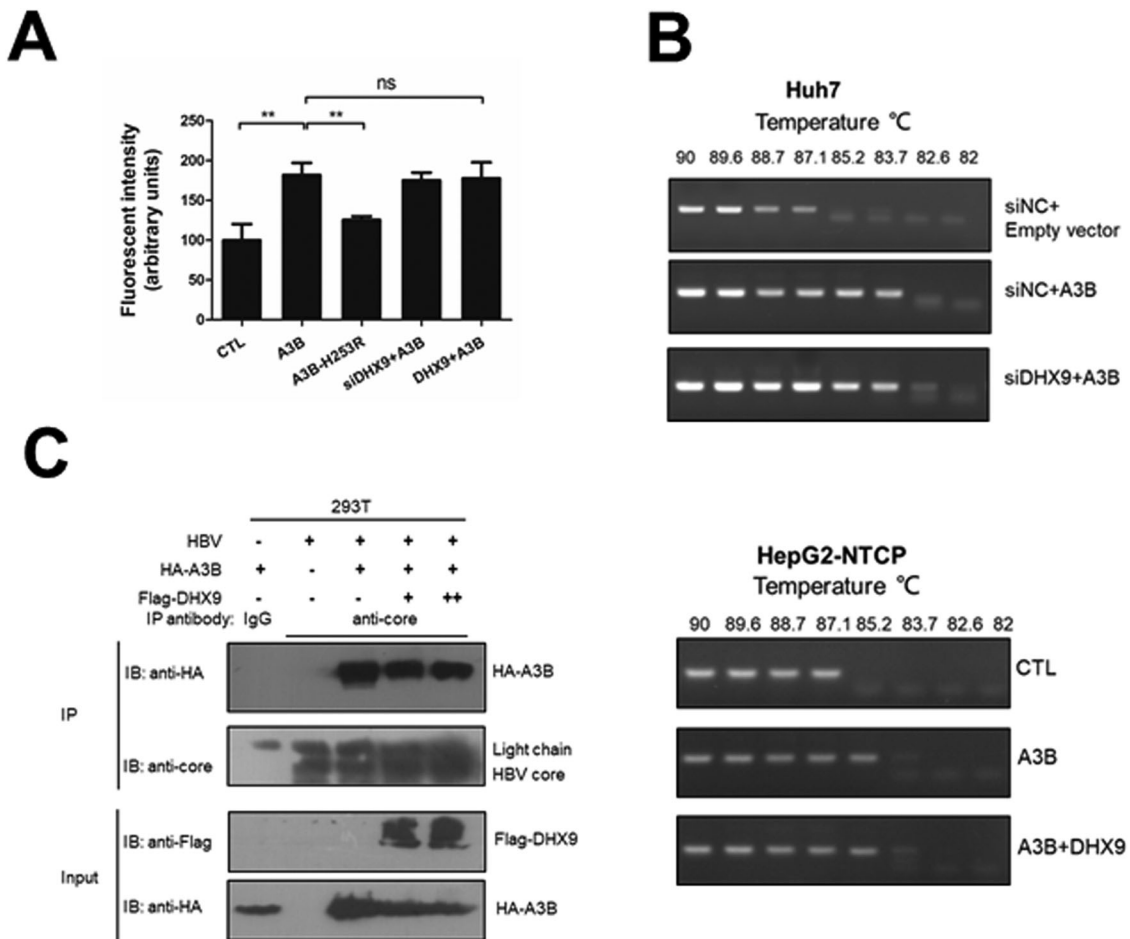 A
ns
**
**
250
200
150
100
50
0
Fluorescent intensity
(arbitrary units)
CTL
A3B
A3B-H253R
siDHX9+A3B
DHX9+A3B
B
Huh7
Temperature ℃
90 89.6 88.7 87.1 85.2 83.7 82.6 82
siNC+
Empty vector
siNC+A3B
siDHX9+A3B
HepG2-NTCP
Temperature ℃
90 89.6 88.7 87.1 85.2 83.7 82.6 82
CTL
A3B
A3B+DHX9
C
293T
HBV - + + + +
HA-A3B + - + + +
Flag-DHX9 - - - + ++
IP antibody: IgG anti-core
IP
IB: anti-HA HA-A3B
IB: anti-core Light chain
HBV core
Input
IB: anti-Flag Flag-DHX9
IB: anti-HA HA-A3B